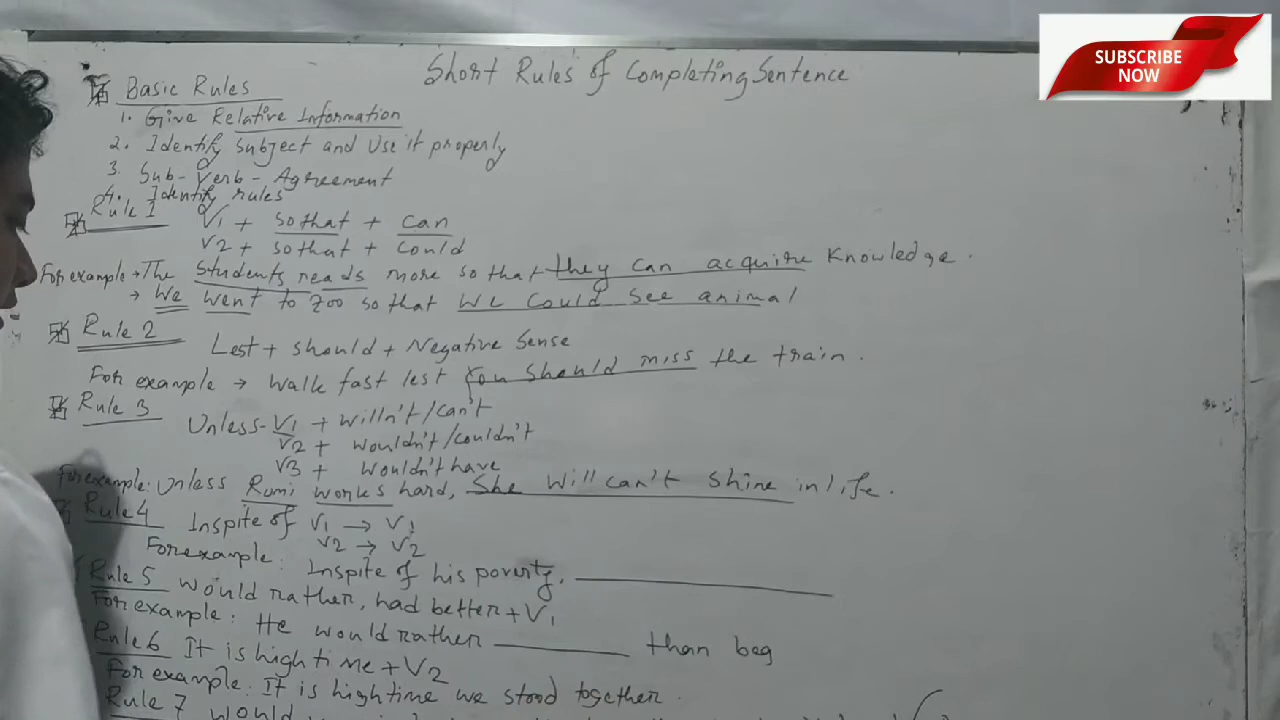 Short Rules of Completing Sentence
SUBSCRIBE
NOW
Basic Rules
1. Give Relative Information
2. Identify Subject and Use it properly
3. Sub-Verb-Agreement
4. Identify rules
Rule 1
V1 + so that + can
V2 + so that + could
For example → The students reads more so that they can acquire knowledge.
→ We went to zoo so that we could see animal
Rule 2
Lest + should + Negative Sense
For example → Walk fast lest you should miss the train.
Rule 3
Unless - V1 + willn't/can't
V2 + wouldn't/couldn't
V3 + wouldn't have
For example: Unless Rumi works hard, She will can't shine in life.
Rule 4
Inspite of V1 → V1
V2 → V2
For example: Inspite of his poverty, ____________
Rule 5 Would rather, had better + V1
For example: He would rather ________ than beg
Rule 6 It is high time + V2
For example: It is high time we stood together.
Rule 7 Would